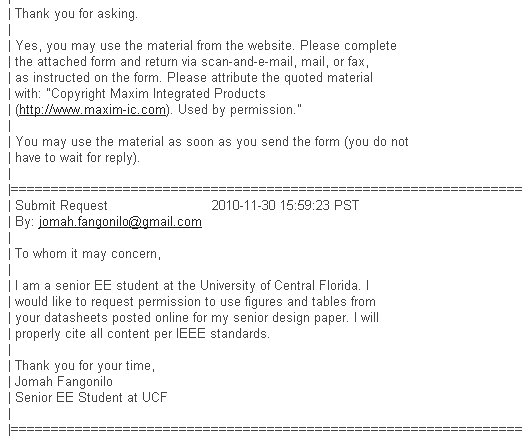 | Thank you for asking.
|
| Yes, you may use the material from the website. Please complete
| the attached form and return via scan-and-e-mail, mail, or fax,
| as instructed on the form. Please attribute the quoted material
| with: "Copyright Maxim Integrated Products
| (http://www.maxim-ic.com). Used by permission."
|
| You may use the material as soon as you send the form (you do not
| have to wait for reply).
|
|================================================================
| Submit Request 2010-11-30 15:59:23 PST
| By: jomah.fangonilo@gmail.com
|
| To whom it may concern,
|
| I am a senior EE student at the University of Central Florida. I
| would like to request permission to use figures and tables from
| your datasheets posted online for my senior design paper. I will
| properly cite all content per IEEE standards.
|
| Thank you for your time,
| Jomah Fangonilo
| Senior EE Student at UCF
|
|================================================================